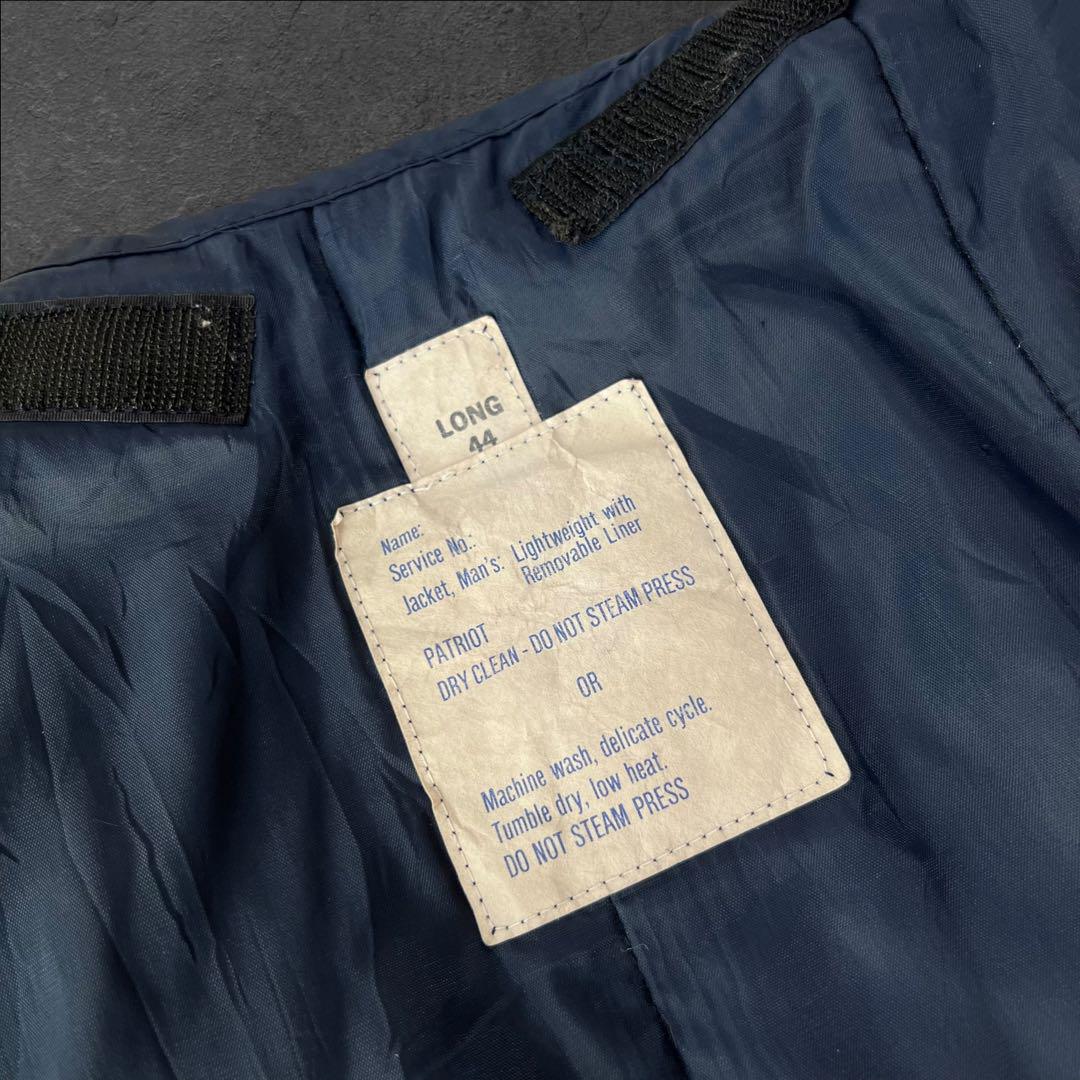 LONG
44
Name:
Service No.:
Jacket, Man's: Lightweight with
Removable Liner
PATRIOT
DRY CLEAN - DO NOT STEAM PRESS
OR
Machine wash, delicate cycle.
Tumble dry, low heat.
DO NOT STEAM PRESS